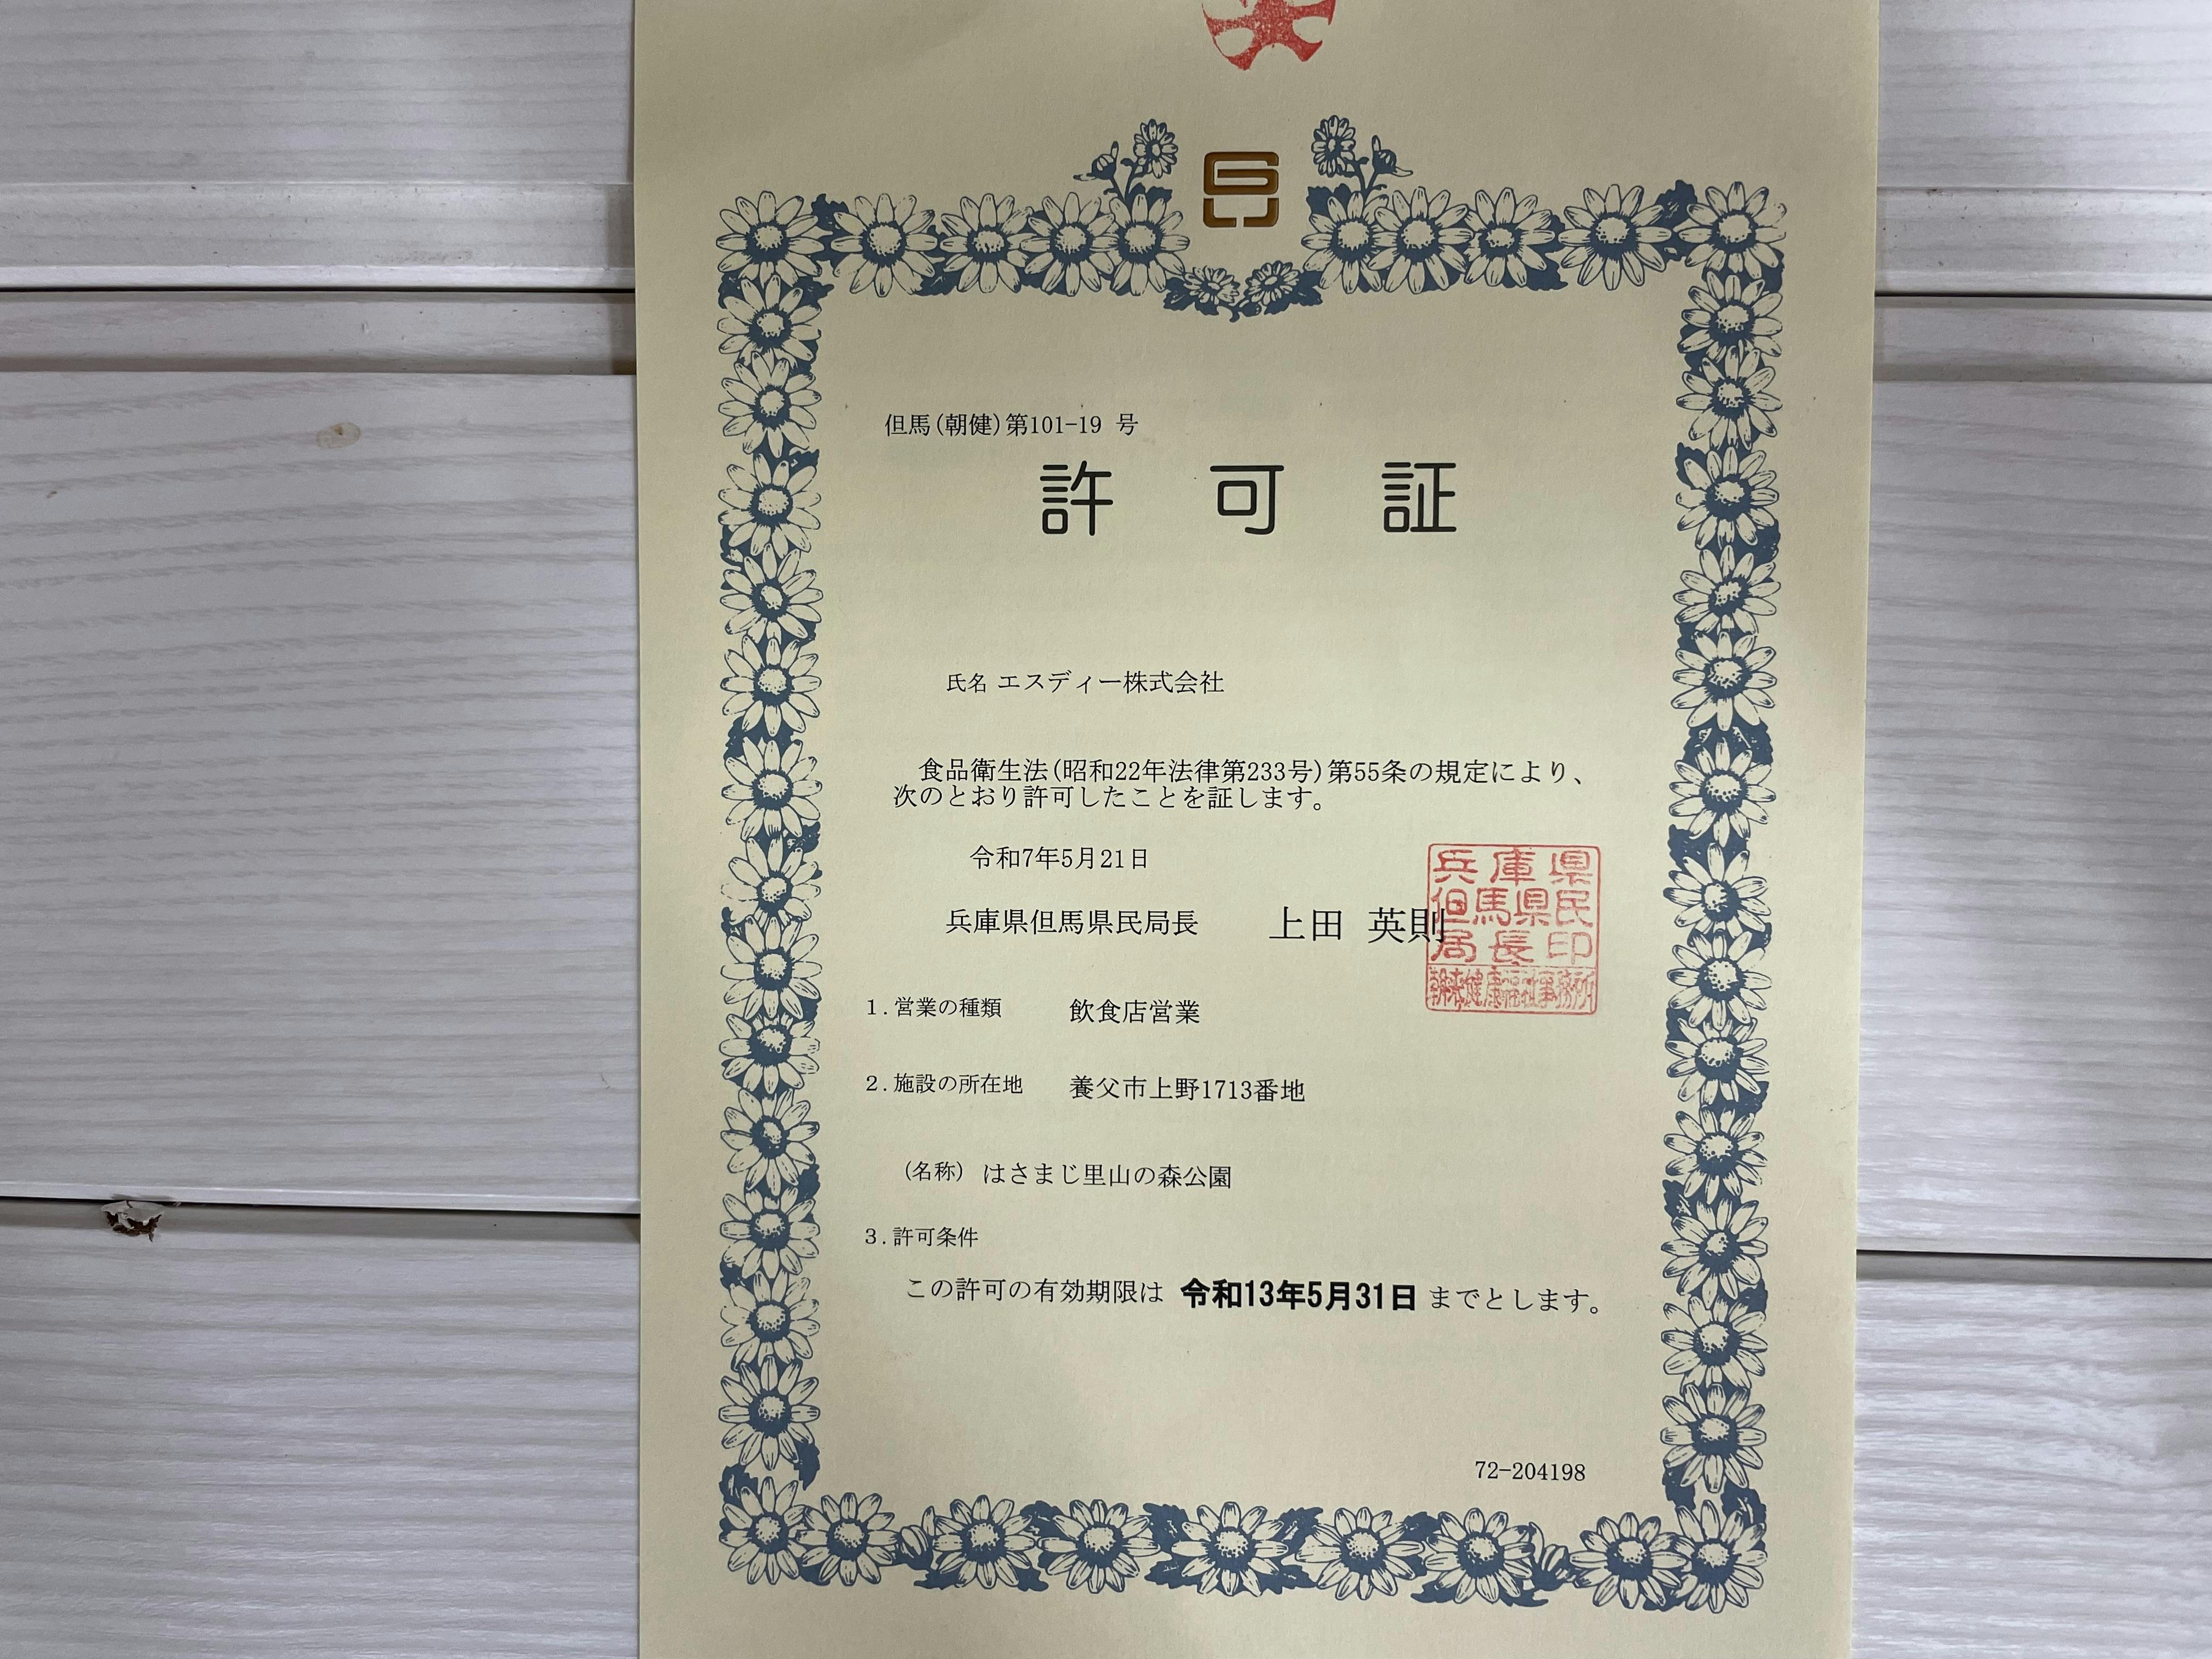 但馬(朝健)第101-19 号
許 可 証
氏名 エスディー株式会社
食品衛生法(昭和22年法律第233号)第55条の規定により、
次のとおり許可したことを証します。
令和7年5月21日
兵庫県但馬県民局長 上田 英則
兵庫県
但馬県民
局長印
朝来健康福祉事務所
1.営業の種類 飲食店営業
2.施設の所在地 養父市上野1713番地
(名称) はさまじ里山の森公園
3.許可条件
この許可の有効期限は 令和13年5月31日 までとします。
72-204198